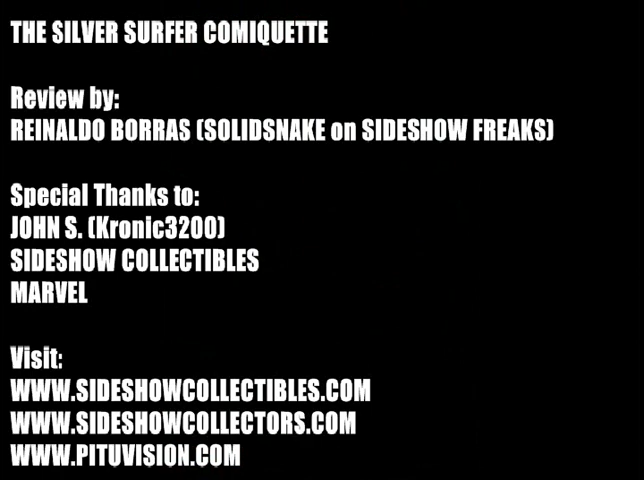 THE SILVER SURFER COMIQUETTE
Review by:
REINALDO BORRAS (SOLIDSNAKE on SIDESHOW FREAKS)
Special Thanks to:
JOHN S. (Kronic3200)
SIDESHOW COLLECTIBLES
MARVEL
Visit:
WWW.SIDESHOWCOLLECTIBLES.COM
WWW.SIDESHOWCOLLECTORS.COM
WWW.PITUVISION.COM